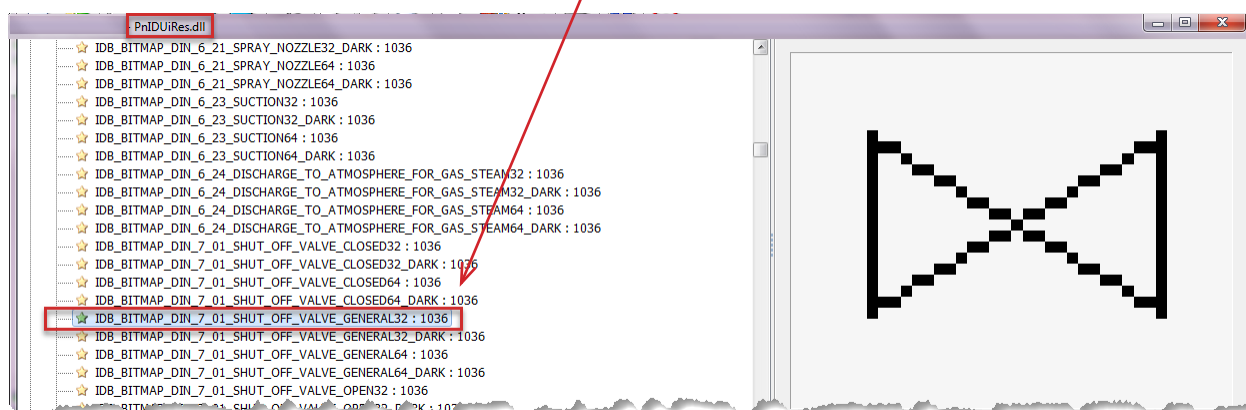 PnIDUiRes.dll
IDB_BITMAP_DIN_6_21_SPRAY_NOZZLE32_DARK : 1036
IDB_BITMAP_DIN_6_21_SPRAY_NOZZLE64 : 1036
IDB_BITMAP_DIN_6_21_SPRAY_NOZZLE64_DARK : 1036
IDB_BITMAP_DIN_6_23_SUCTION32 : 1036
IDB_BITMAP_DIN_6_23_SUCTION32_DARK : 1036
IDB_BITMAP_DIN_6_23_SUCTION64 : 1036
IDB_BITMAP_DIN_6_23_SUCTION64_DARK : 1036
IDB_BITMAP_DIN_6_24_DISCHARGE_TO_ATMOSPHERE_FOR_GAS_STEAM32 : 1036
IDB_BITMAP_DIN_6_24_DISCHARGE_TO_ATMOSPHERE_FOR_GAS_STEAM32_DARK : 1036
IDB_BITMAP_DIN_6_24_DISCHARGE_TO_ATMOSPHERE_FOR_GAS_STEAM64 : 1036
IDB_BITMAP_DIN_6_24_DISCHARGE_TO_ATMOSPHERE_FOR_GAS_STEAM64_DARK : 1036
IDB_BITMAP_DIN_7_01_SHUT_OFF_VALVE_CLOSED32 : 1036
IDB_BITMAP_DIN_7_01_SHUT_OFF_VALVE_CLOSED32_DARK : 1036
IDB_BITMAP_DIN_7_01_SHUT_OFF_VALVE_CLOSED64 : 1036
IDB_BITMAP_DIN_7_01_SHUT_OFF_VALVE_CLOSED64_DARK : 1036
IDB_BITMAP_DIN_7_01_SHUT_OFF_VALVE_GENERAL32 : 1036
IDB_BITMAP_DIN_7_01_SHUT_OFF_VALVE_GENERAL32_DARK : 1036
IDB_BITMAP_DIN_7_01_SHUT_OFF_VALVE_GENERAL64 : 1036
IDB_BITMAP_DIN_7_01_SHUT_OFF_VALVE_GENERAL64_DARK : 1036
IDB_BITMAP_DIN_7_01_SHUT_OFF_VALVE_OPEN32 : 1036